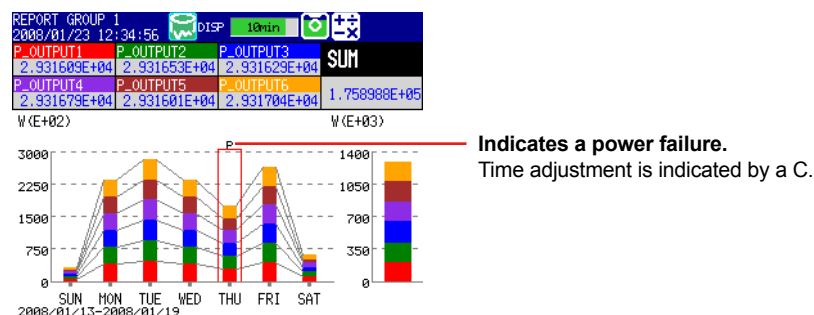 REPORT GROUP 1
2008/01/23 12:34:56 DISP 10min
P_OUTPUT1 P_OUTPUT2 P_OUTPUT3 SUM
2.931609E+04 2.931653E+04 2.931629E+04
P_OUTPUT4 P_OUTPUT5 P_OUTPUT6
2.931679E+04 2.931601E+04 2.931704E+04 1.758988E+05
W(E+02) W(E+03)
P
Indicates a power failure.
Time adjustment is indicated by a C.
3000 1400
2250 1050
1500 700
750 350
0 0
SUN MON TUE WED THU FRI SAT
2008/01/13-2008/01/19